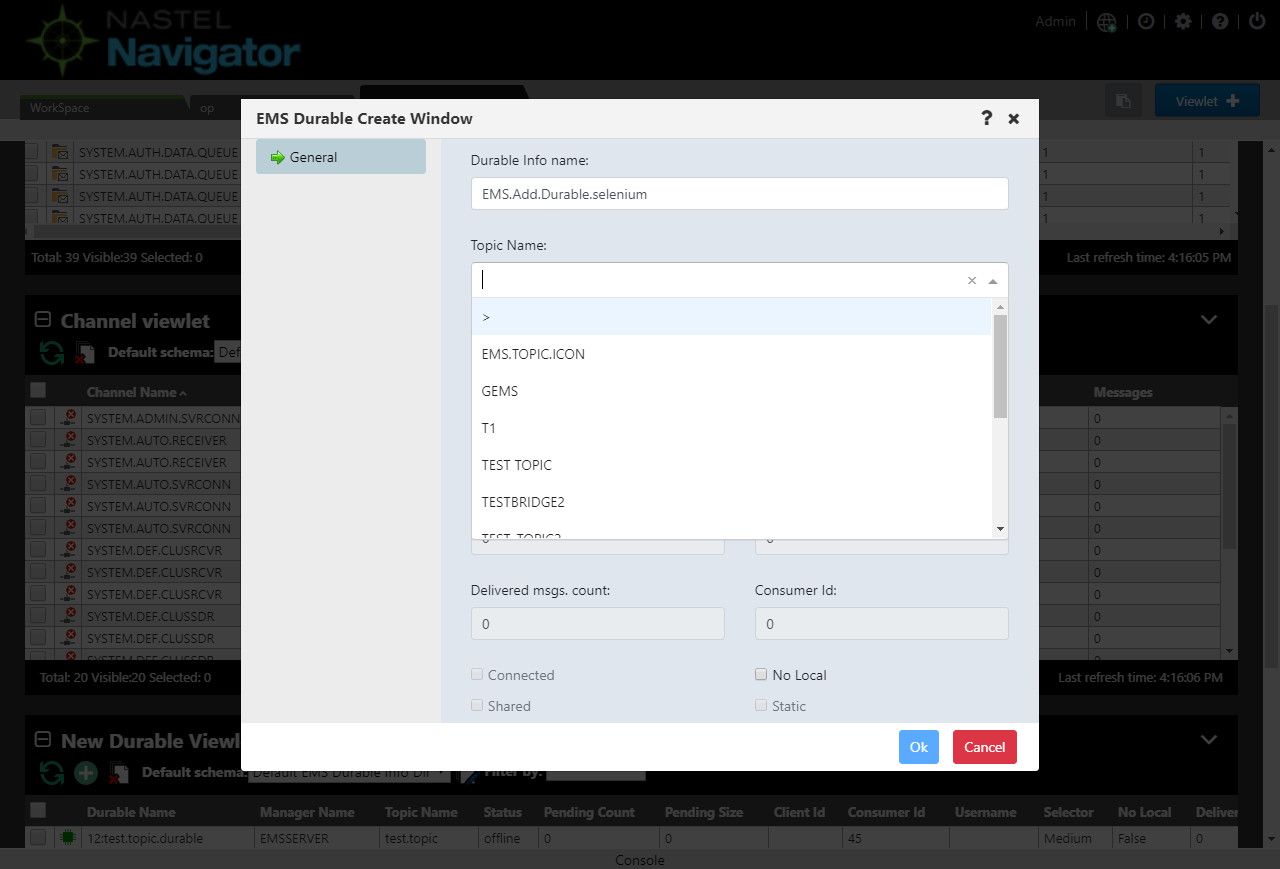 NASTEL
Navigator
Admin
WorkSpace
op
Viewlet
EMS Durable Create Window
?
General
Durable Info name:
EMS.Add.Durable.selenium
Topic Name:
>
EMS.TOPIC.ICON
GEMS
T1
TEST TOPIC
TESTBRIDGE2
Delivered msgs. count:
Consumer Id:
0
0
Connected
No Local
Shared
Static
Ok
Cancel
SYSTEM.AUTH.DATA.QUEUE 1 1
SYSTEM.AUTH.DATA.QUEUE 1 1
SYSTEM.AUTH.DATA.QUEUE 1 1
SYSTEM.AUTH.DATA.QUEUE 1 1
Total: 39 Visible:39 Selected: 0
Last refresh time: 4:16:05 PM
Channel viewlet
Default schema:
Channel Name
Messages
SYSTEM.ADMIN.SVRCONN 0
SYSTEM.AUTO.RECEIVER 0
SYSTEM.AUTO.RECEIVER 0
SYSTEM.AUTO.SVRCONN 0
SYSTEM.AUTO.SVRCONN 0
SYSTEM.AUTO.SVRCONN 0
SYSTEM.DEF.CLUSRCVR 0
SYSTEM.DEF.CLUSRCVR 0
SYSTEM.DEF.CLUSRCVR 0
SYSTEM.DEF.CLUSSDR 0
SYSTEM.DEF.CLUSSDR 0
Total: 20 Visible:20 Selected: 0
Last refresh time: 4:16:06 PM
New Durable Viewl
Default schema: Default EMS Durable Info Dir
Filter by:
Durable Name Manager Name Topic Name Status Pending Count Pending Size Client Id Consumer Id Username Selector No Local Deliver
12:test.topic.durable EMSSERVER test.topic offline 0 0 45 Medium False 0
Console